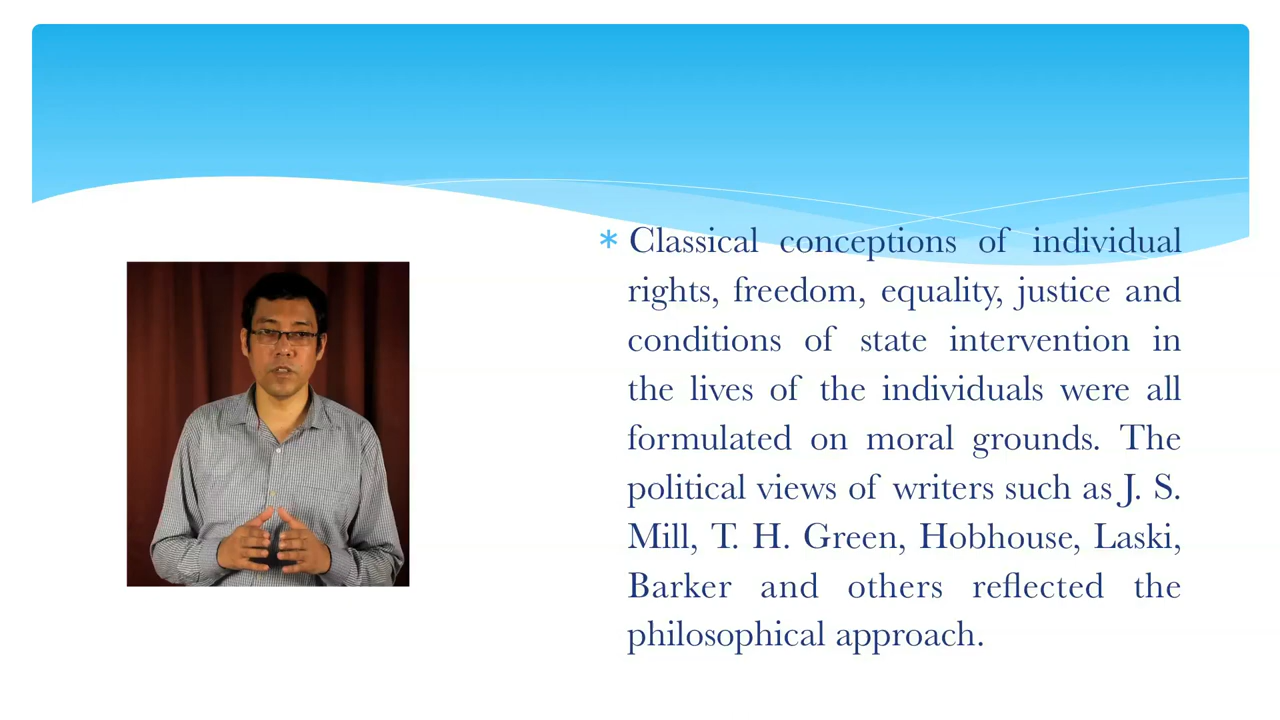 * Classical conceptions of individual
rights, freedom, equality, justice and
conditions of state intervention in
the lives of the individuals were all
formulated on moral grounds. The
political views of writers such as J. S.
Mill, T. H. Green, Hobhouse, Laski,
Barker and others reflected the
philosophical approach.